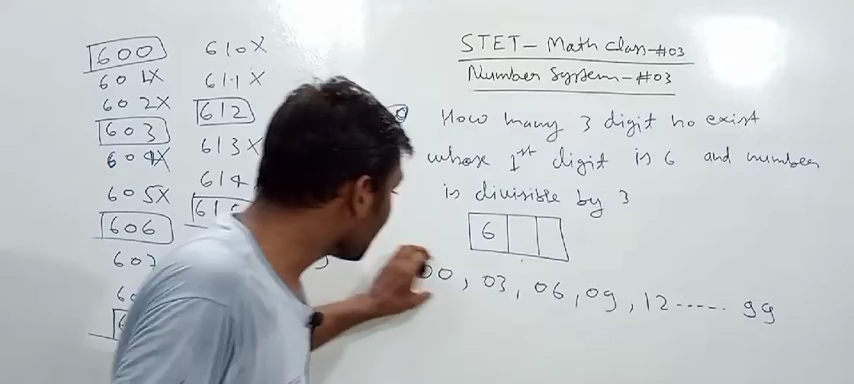 STET- Math Class-#03
Number System-#03
How many 3 digit no exist
whose 1st digit is 6 and number
is divisible by 3
6
00, 03, 06, 09, 12 ...... 99
600
601X
602X
603
604X
605X
606
607
610X
611X
612
613X
614